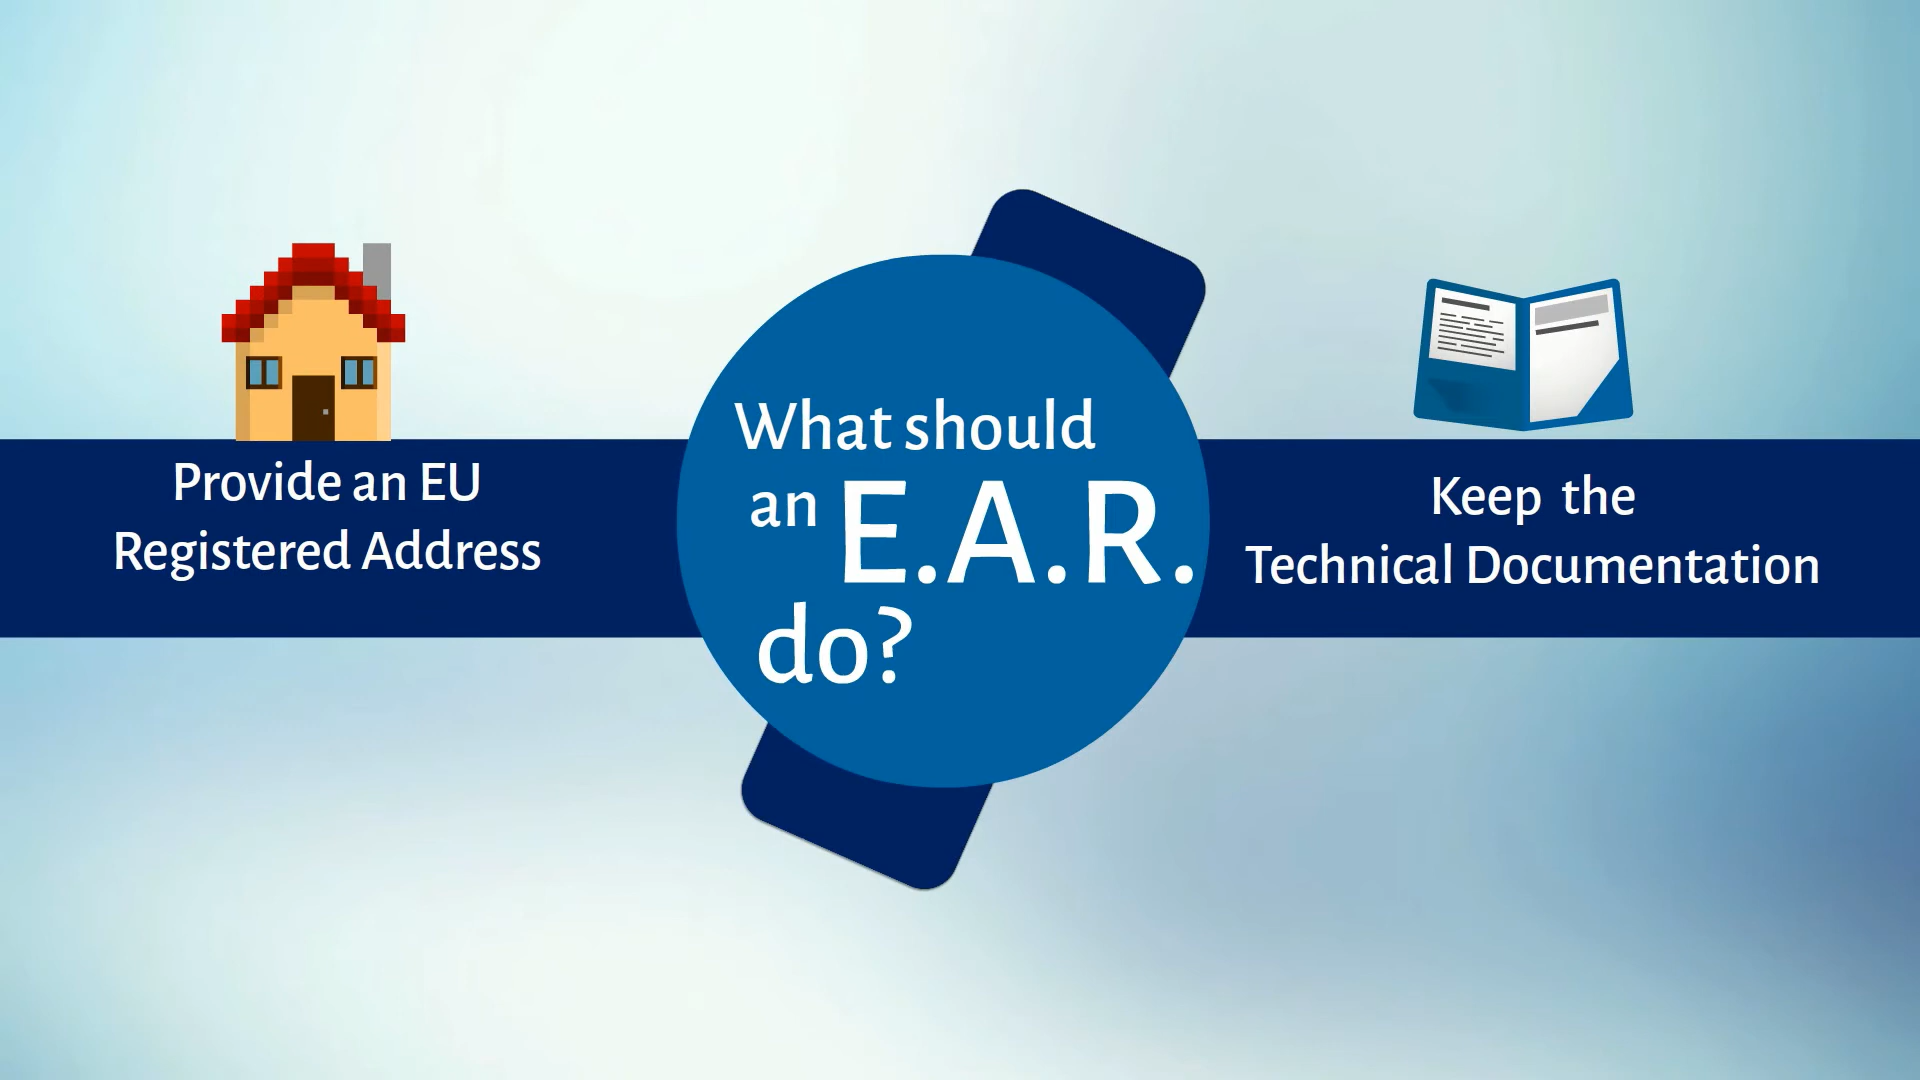 Provide an EU
Registered Address
What should
an E.A.R.
do?
Keep the
Technical Documentation